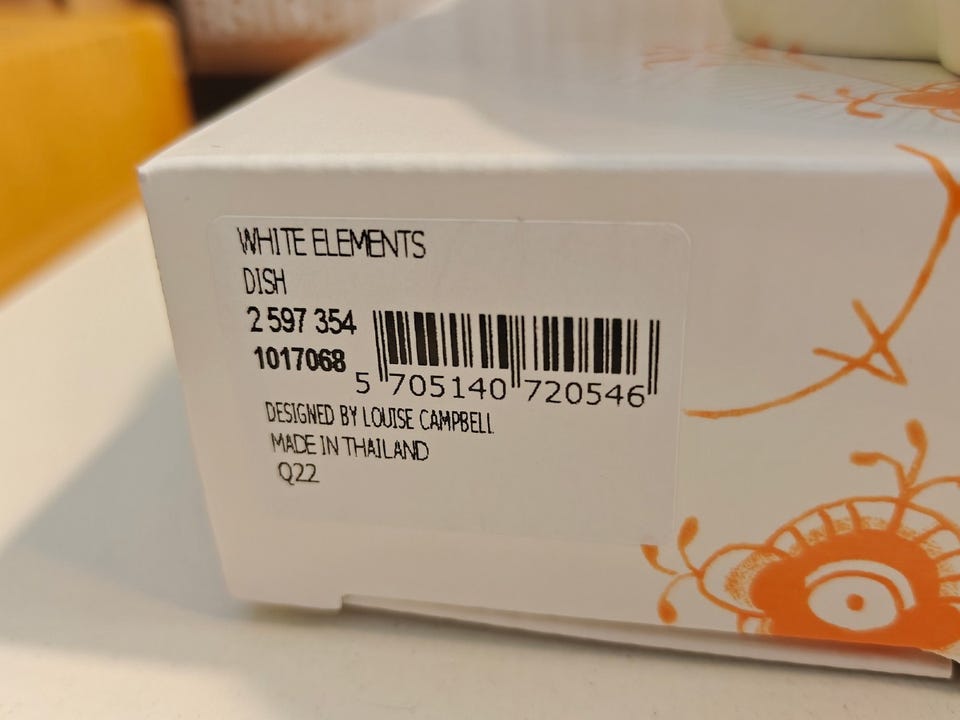 WHITE ELEMENTS
DISH
2 597 354
1017068
5 705140 720546
DESIGNED BY LOUISE CAMPBELL
MADE IN THAILAND
Q22